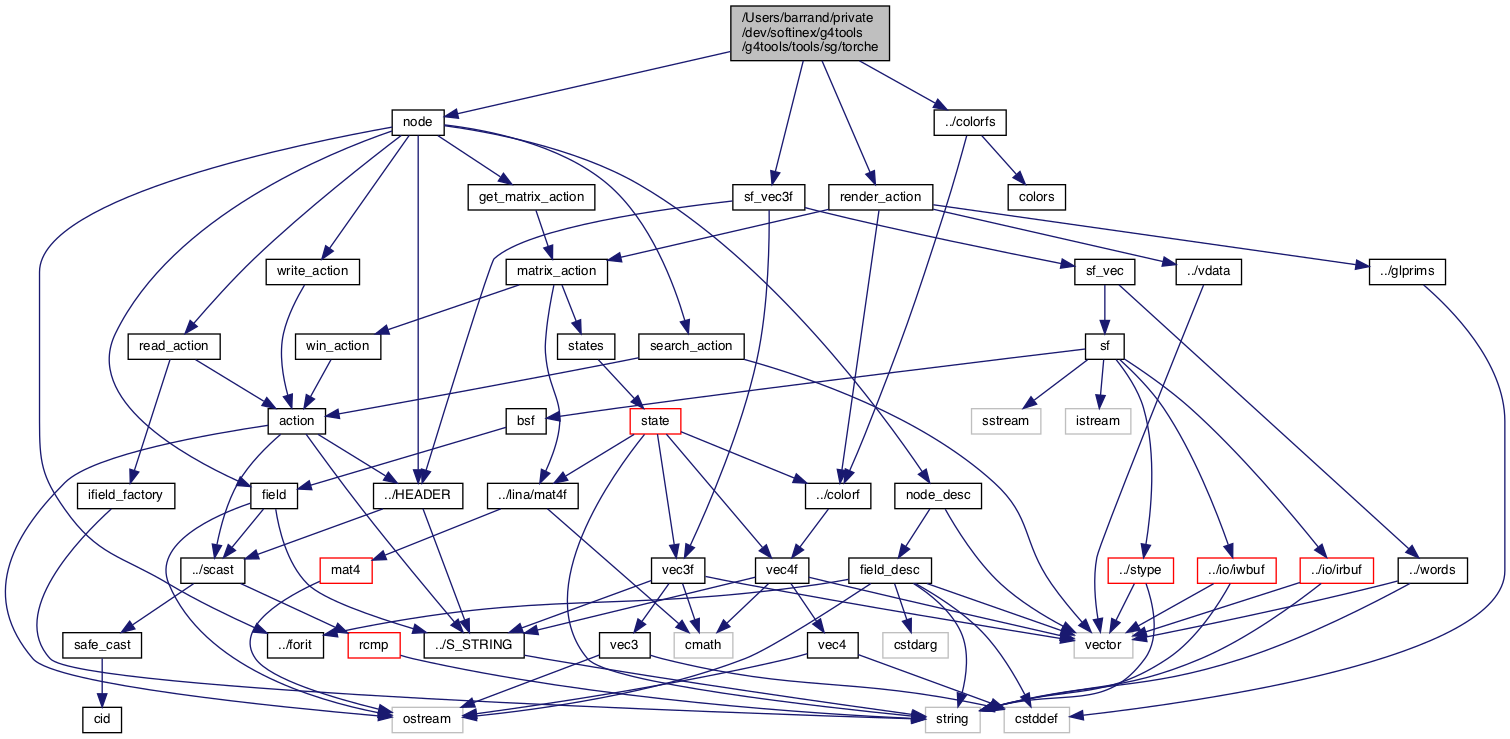 /Users/barrand/private
/dev/softinex/g4tools
/g4tools/tools/sg/torche
node
../colorfs
get_matrix_action
sf_vec3f
render_action
colors
write_action
matrix_action
sf_vec
../vdata
../glprims
read_action
win_action
states
search_action
sf
action
bsf
state
sstream
istream
ifield_factory
field
../HEADER
../lina/mat4f
../colorf
node_desc
../scast
mat4
vec3f
vec4f
field_desc
../stype
../io/iwbuf
../io/irbuf
../words
safe_cast
../forit
rcmp
../S_STRING
vec3
cmath
vec4
cstdarg
vector
cid
ostream
string
cstddef